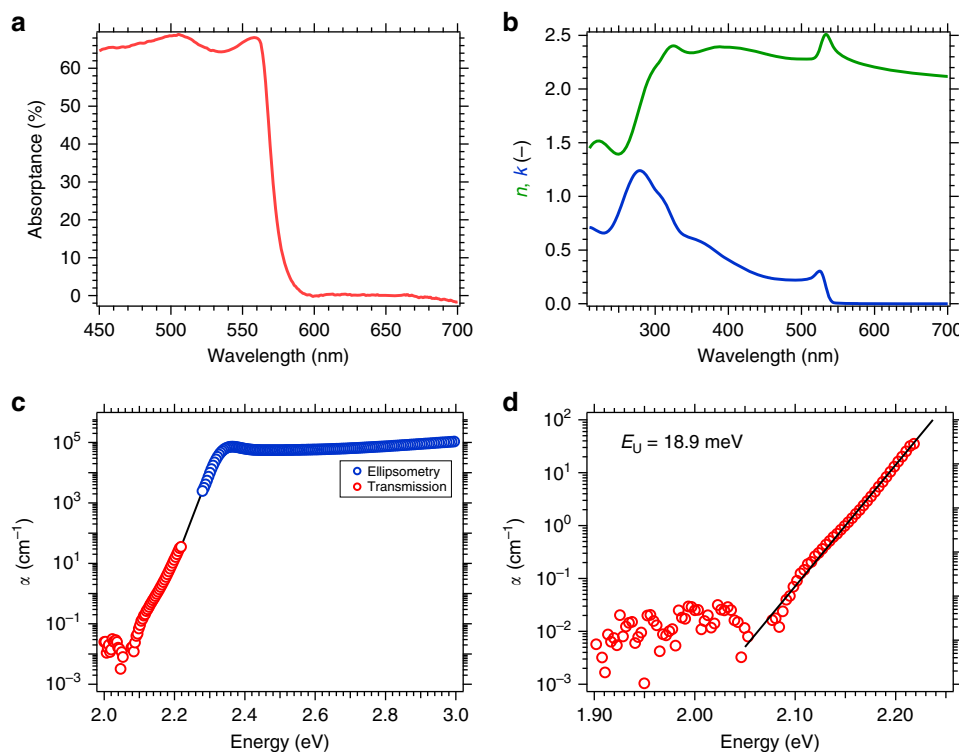 a
Absorptance (%)
60
50
40
30
20
10
0
450 500 550 600 650 700
Wavelength (nm)
b
n, k (–)
2.5
2.0
1.5
1.0
0.5
0.0
300 400 500 600 700
Wavelength (nm)
c
α (cm⁻¹)
10⁵
10³
10¹
10⁻¹
10⁻³
Ellipsometry
Transmission
2.0 2.2 2.4 2.6 2.8 3.0
Energy (eV)
d
α (cm⁻¹)
E_U = 18.9 meV
10²
10¹
10⁰
10⁻¹
10⁻²
10⁻³
1.90 2.00 2.10 2.20
Energy (eV)